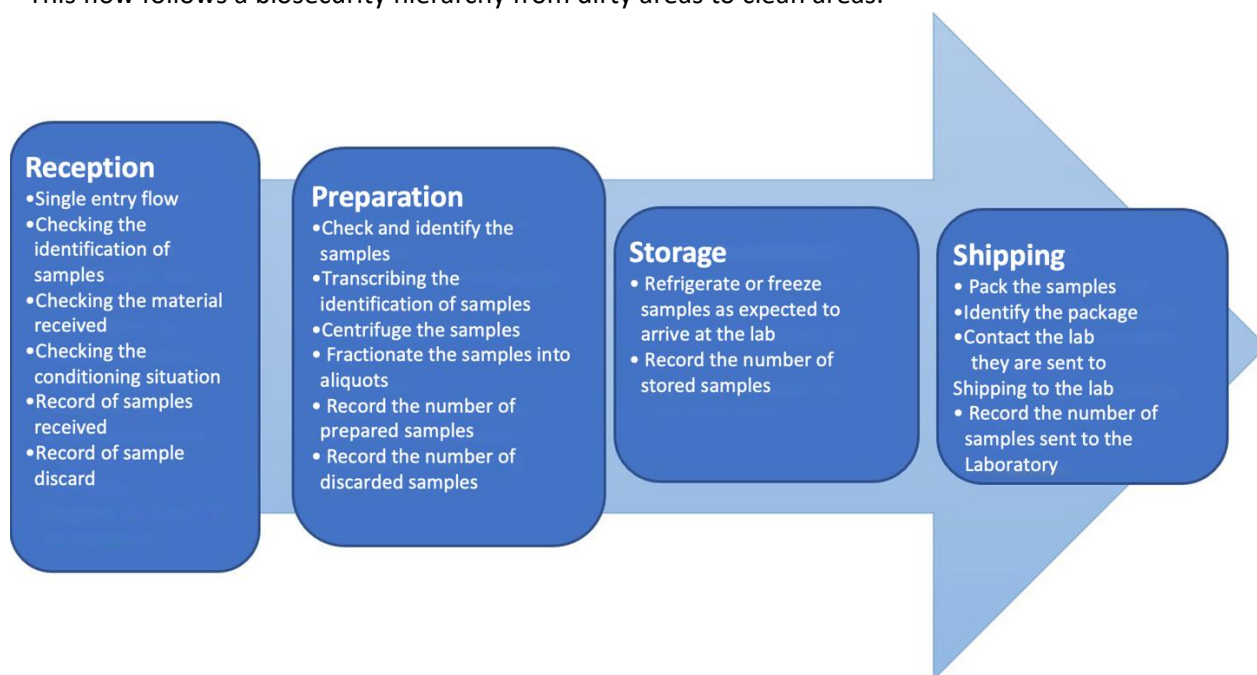 This flow follows a biosecurity hierarchy from dirty areas to clean areas.
Reception
•Single entry flow
•Checking the
identification of
samples
•Checking the material
received
•Checking the
conditioning situation
•Record of samples
received
•Record of sample
discard
Preparation
•Check and identify the
samples
•Transcribing the
identification of samples
•Centrifuge the samples
• Fractionate the samples into
aliquots
• Record the number of
prepared samples
• Record the number of
discarded samples
Storage
• Refrigerate or freeze
samples as expected to
arrive at the lab
• Record the number of
stored samples
Shipping
• Pack the samples
•Identify the package
•Contact the lab
they are sent to
Shipping to the lab
• Record the number of
samples sent to the
Laboratory